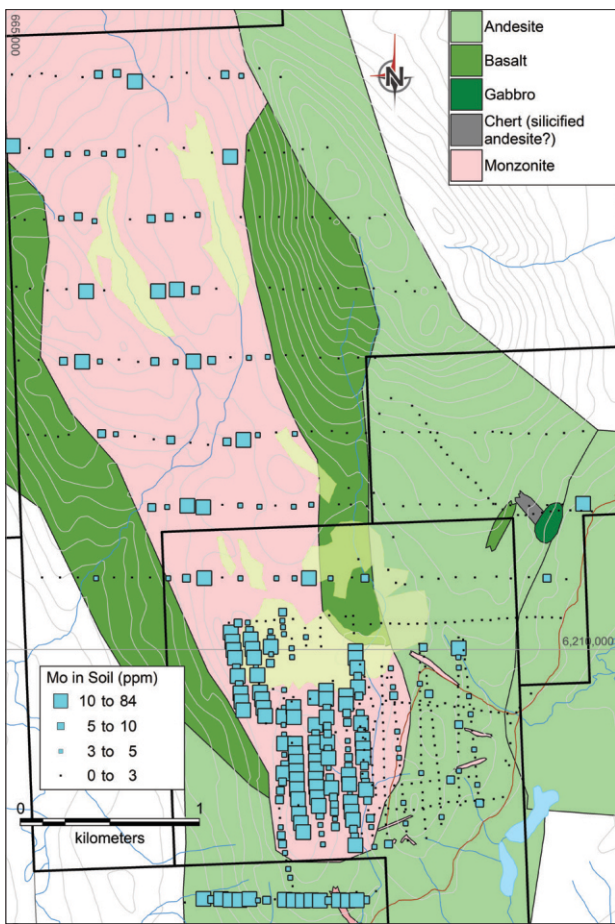 665,000
N
Andesite
Basalt
Gabbro
Chert (silicified
andesite?)
Monzonite
6,210,000
Mo in Soil (ppm)
10 to 84
5 to 10
3 to 5
0 to 3
0 1
kilometers